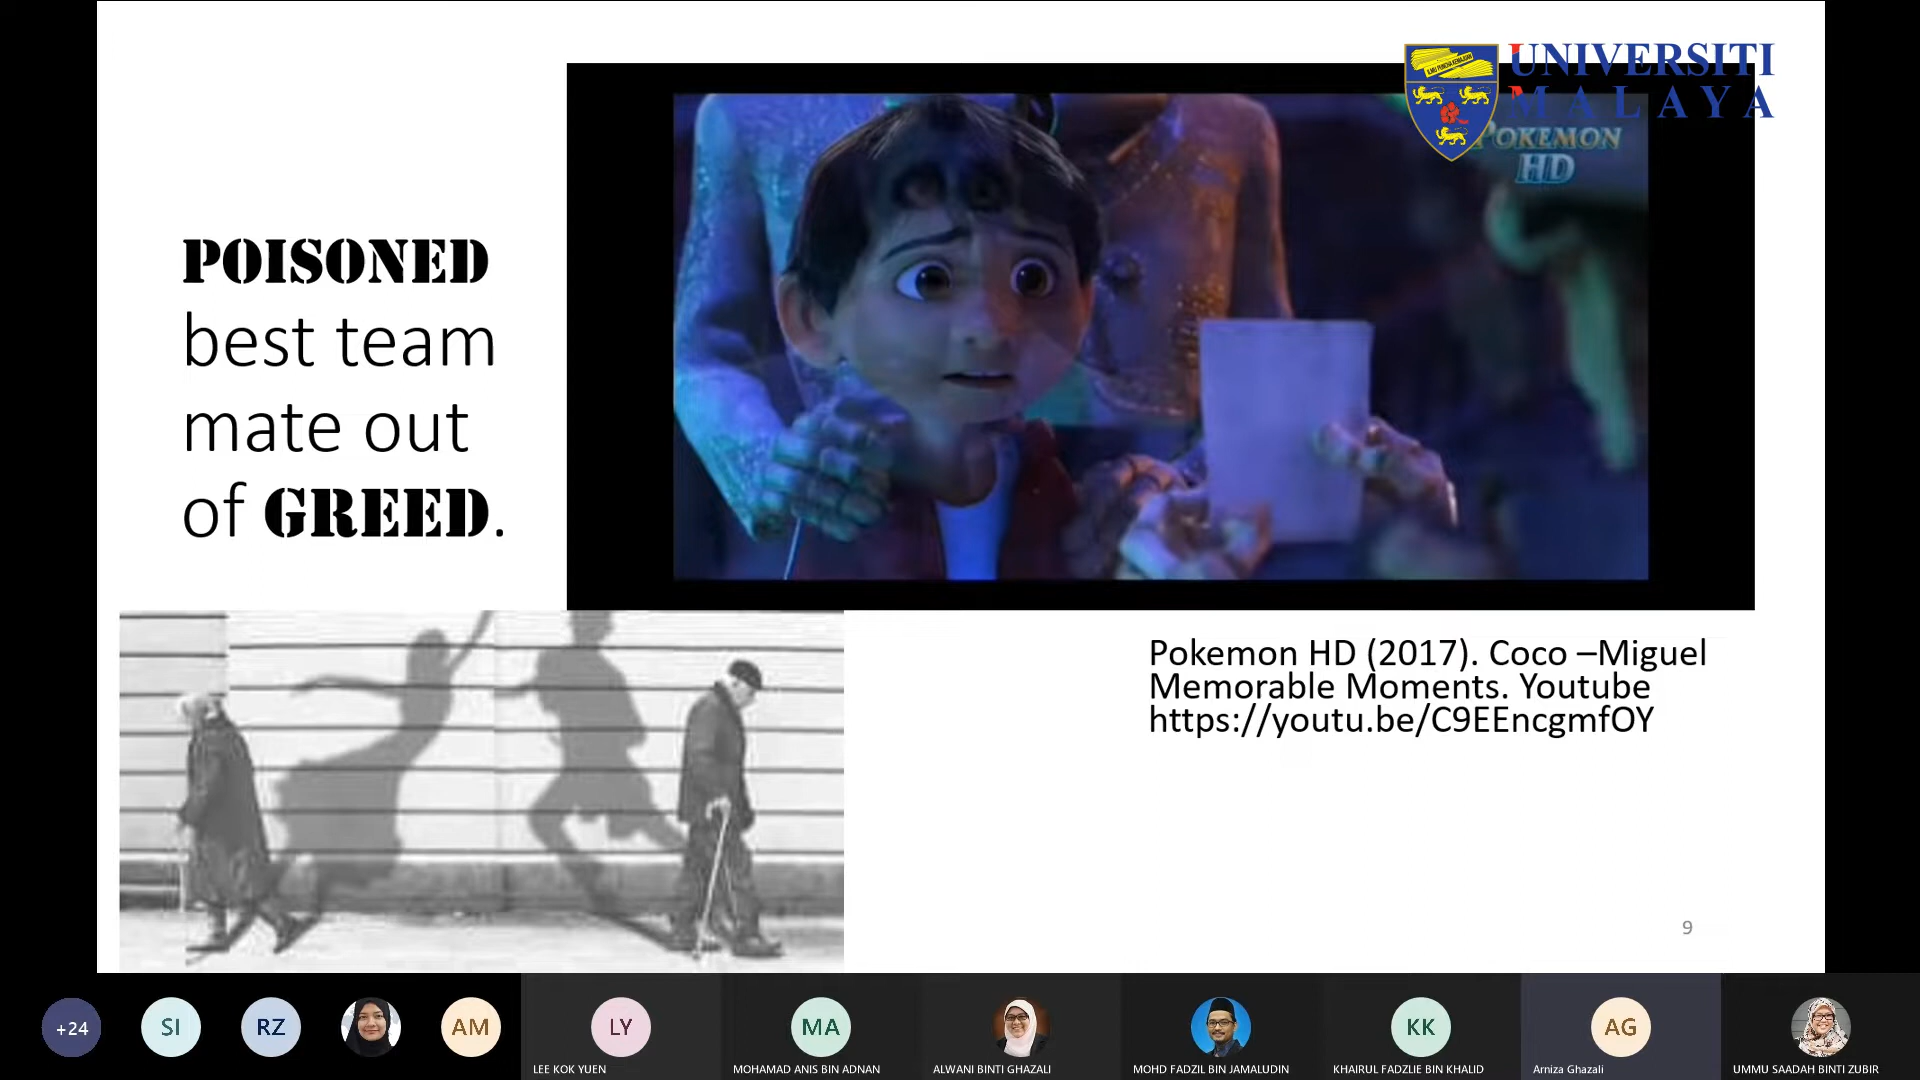 UNIVERSITI
MALAYA
POKEMON
HD
POISONED
best team
mate out
of GREED.
Pokemon HD (2017). Coco –Miguel
Memorable Moments. Youtube
https://youtu.be/C9EEncgmfOY
9
+24
SI
RZ
AM
LY
LEE KOK YUEN
MA
MOHAMAD ANIS BIN ADNAN
ALWANI BINTI GHAZALI
MOHD FADZIL BIN JAMALUDIN
KK
KHAIRUL FADZLIE BIN KHALID
AG
Arniza Ghazali
UMMU SAADAH BINTI ZUBIR